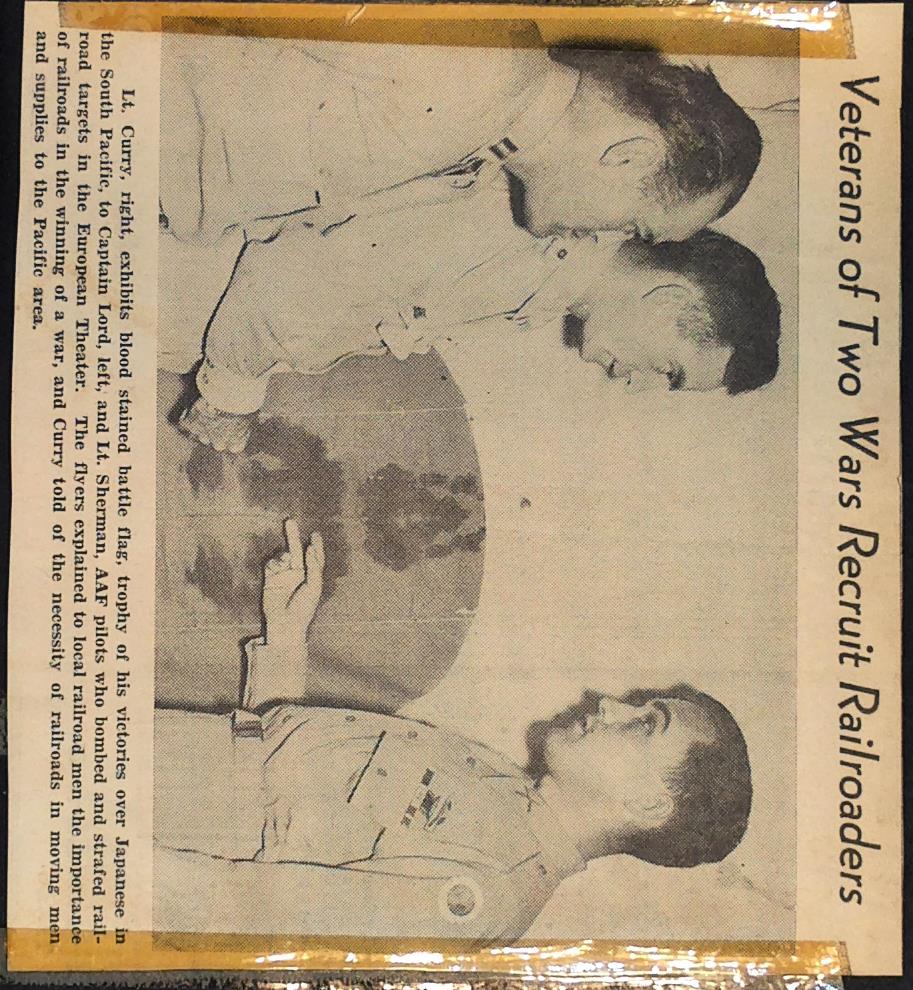 Veterans of Two Wars Recruit Railroaders
Lt. Curry, right, exhibits blood stained battle flag, trophy of his victories over Japanese in
the South Pacific, to Captain Lord, left, and Lt. Sherman, AAF pilots who bombed and strafed rail-
road targets in the European Theater. The flyers explained to local railroad men the importance
of railroads in the winning of a war, and Curry told of the necessity of railroads in moving men
and supplies to the Pacific area.